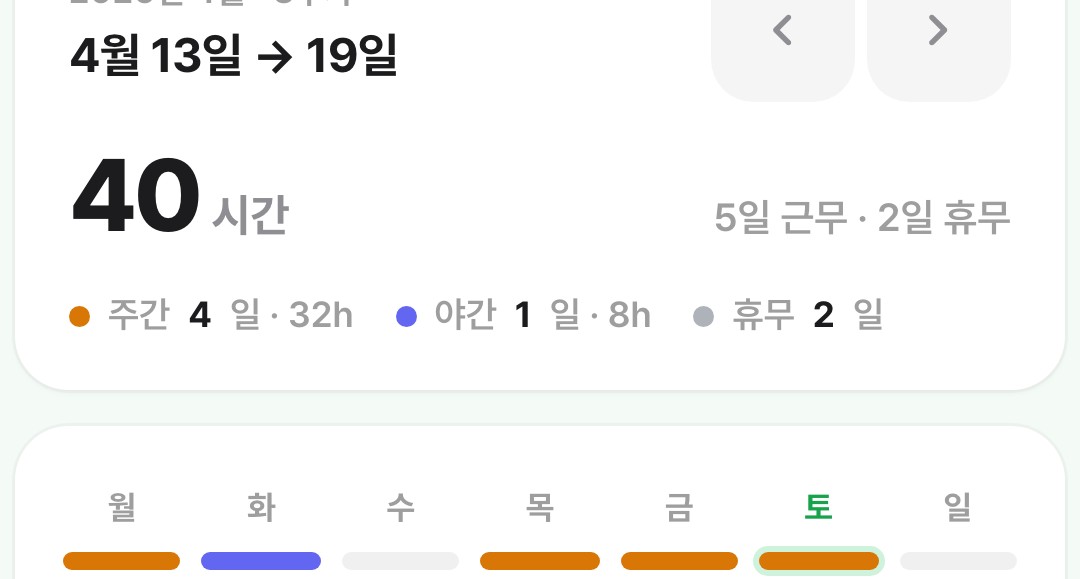 4월 13일 → 19일
40 시간
5일 근무 · 2일 휴무
주간 4 일 · 32h 야간 1 일 · 8h 휴무 2 일
월 화 수 목 금 토 일